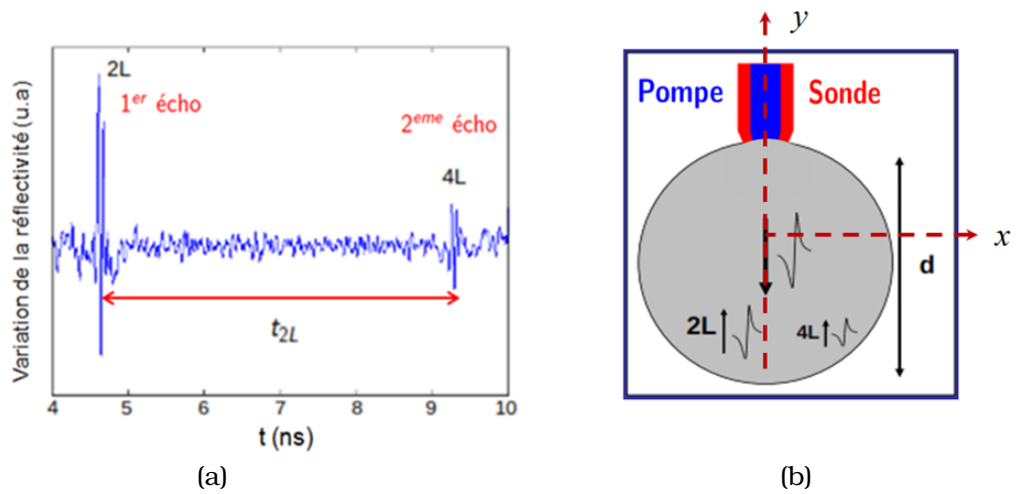 Variation de la réflectivité (u.a)
2L
1er écho
2eme écho
4L
t2L
4 5 6 7 8 9 10
t (ns)
(a)
y
Pompe Sonde
x
d
2L
4L
(b)